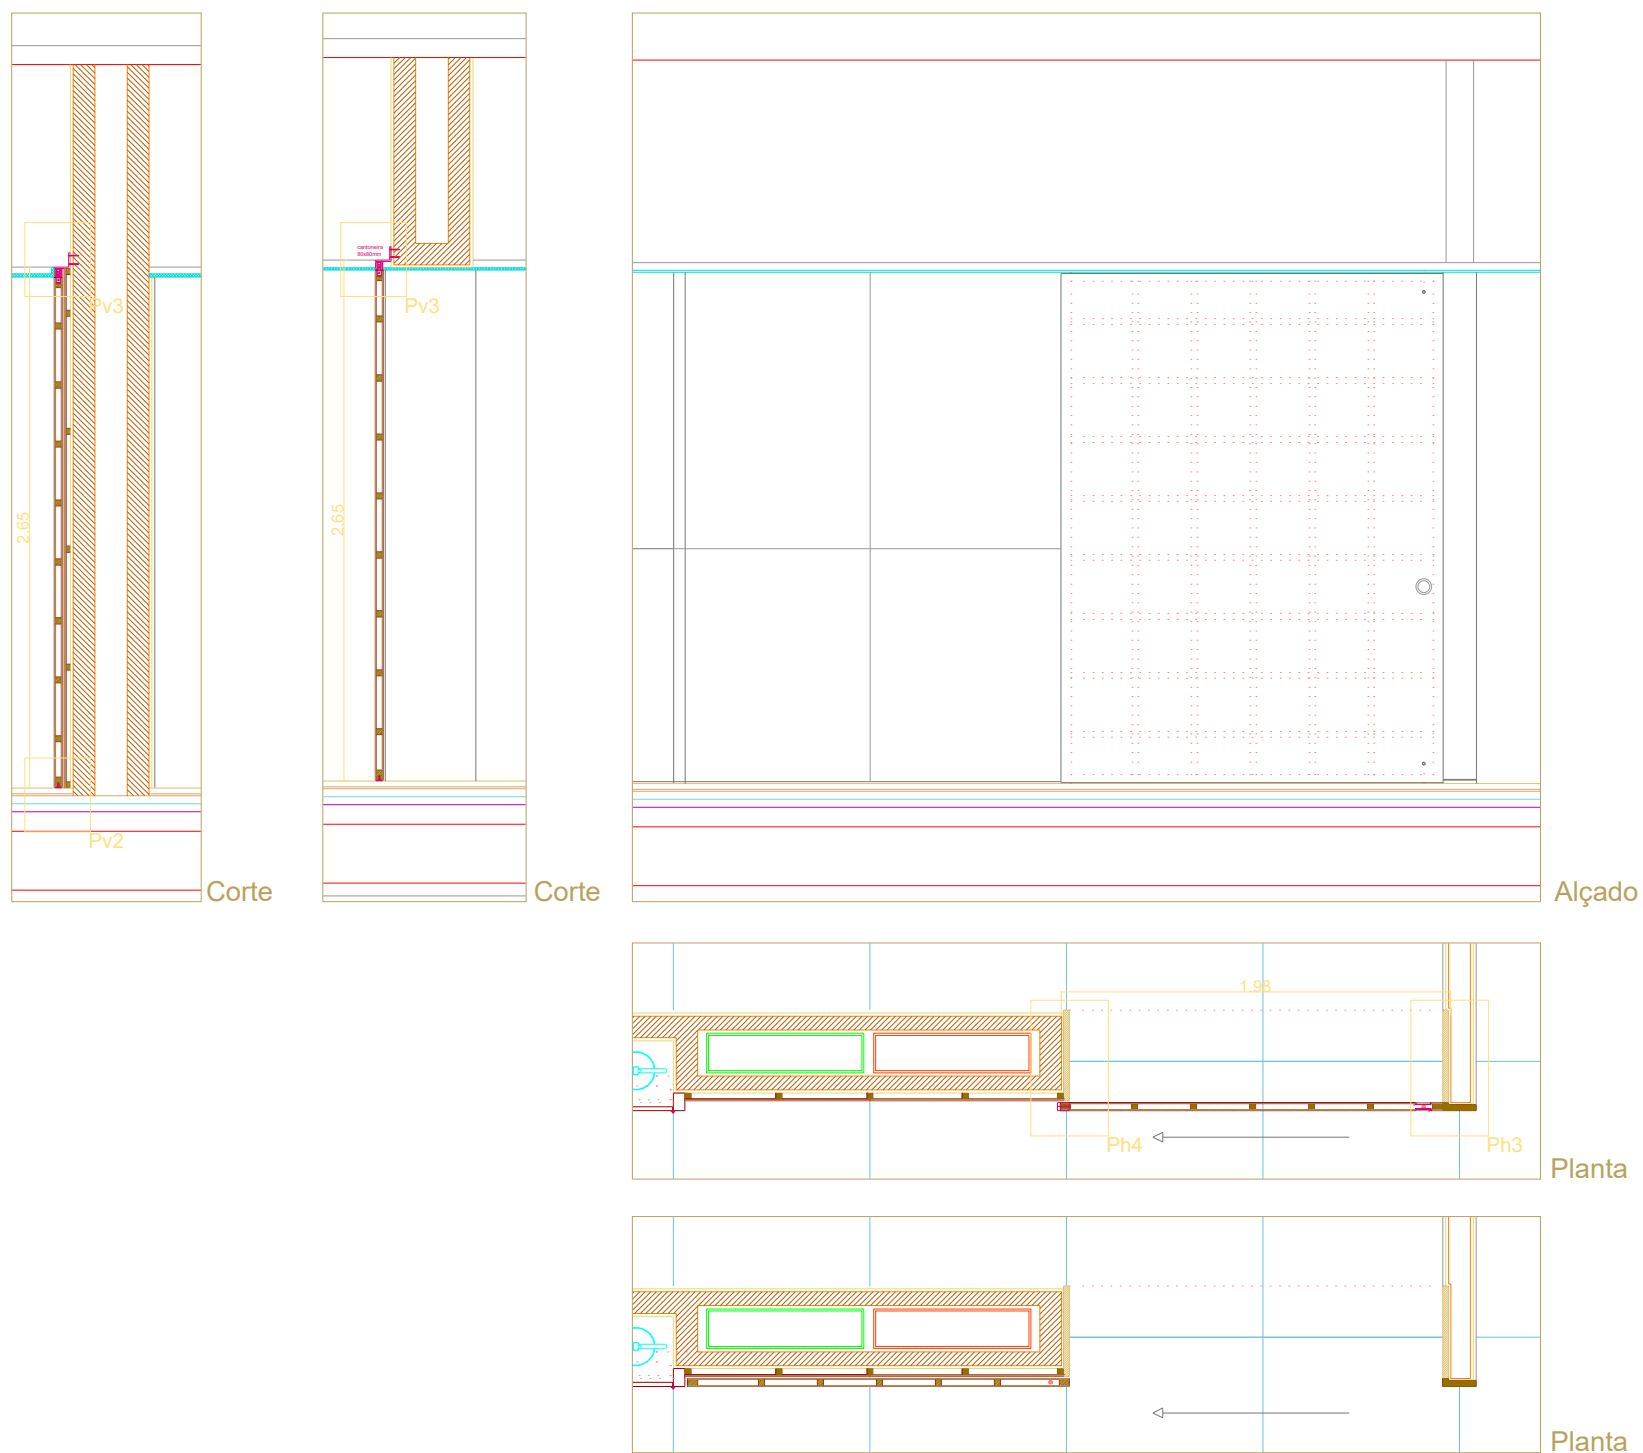 cantoneira
80x80mm
Pv3
Pv3
2.65
2.65
Pv2
Corte
Corte
Alçado
1.98
Ph4
Ph3
Planta
Planta